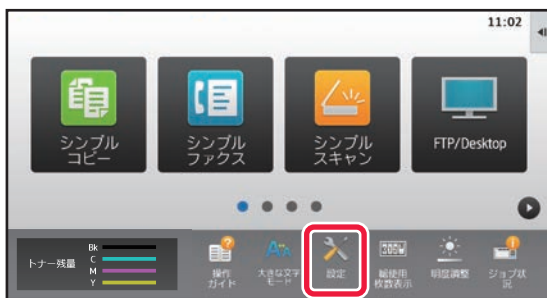 11:02
シンプル
コピー
シンプル
ファクス
シンプル
スキャン
FTP/Desktop
トナー残量
Bk
C
M
Y
操作
ガイド
大きな文字
モード
設定
総使用
枚数表示
明度調整
ジョブ状
況